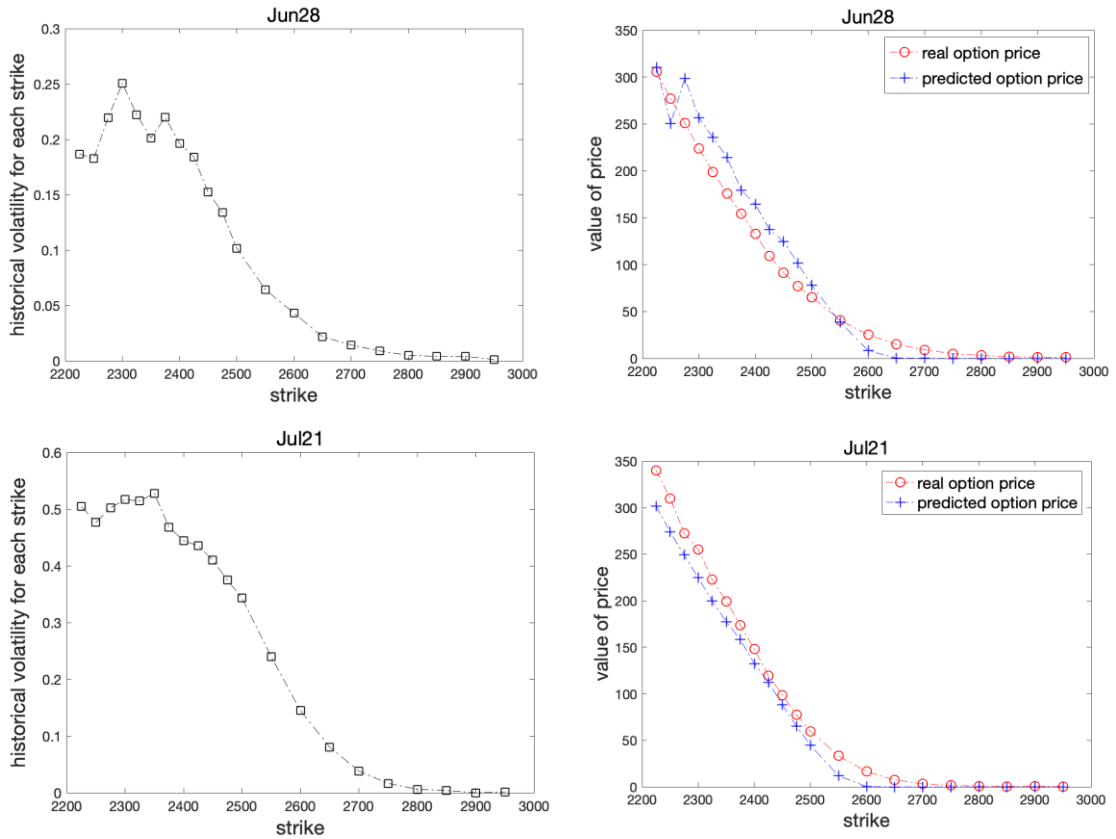 Jun28
historical volatility for each strike
0.3
0.25
0.2
0.15
0.1
0.05
0
2200 2300 2400 2500 2600 2700 2800 2900 3000
strike
Jun28
value of price
350
300
250
200
150
100
50
0
2200 2300 2400 2500 2600 2700 2800 2900 3000
strike
real option price
predicted option price
Jul21
historical volatility for each strike
0.6
0.5
0.4
0.3
0.2
0.1
0
2200 2300 2400 2500 2600 2700 2800 2900 3000
strike
Jul21
value of price
350
300
250
200
150
100
50
0
2200 2300 2400 2500 2600 2700 2800 2900 3000
strike
real option price
predicted option price